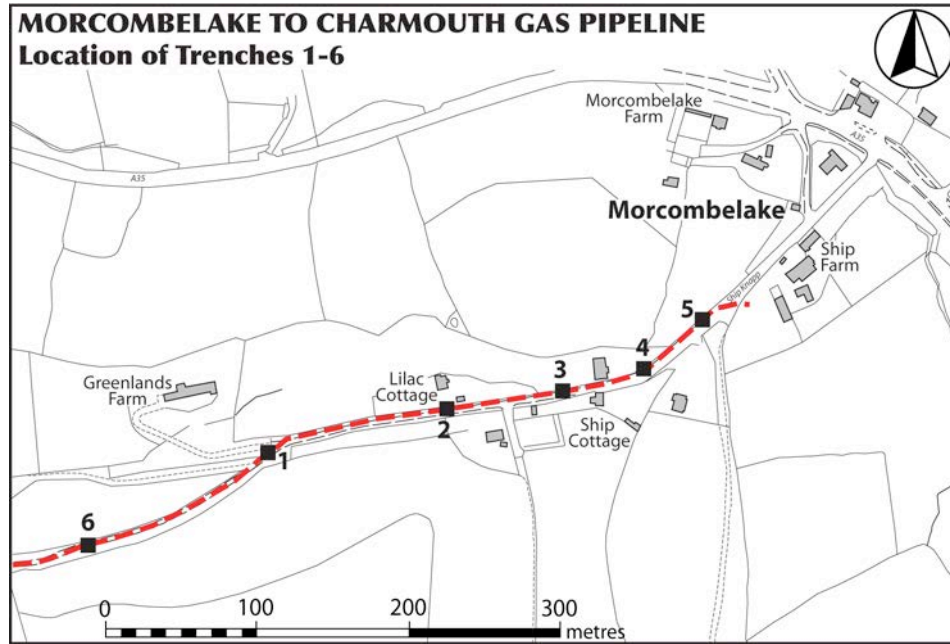 MORCOMBELAKE TO CHARMOUTH GAS PIPELINE
Location of Trenches 1-6
Morcombelake
Farm
A35
A35
Morcombelake
Ship
Farm
Ship Knapp
5
4
3
Greenlands
Farm
Lilac
Cottage
2
Ship
Cottage
1
6
0
100
200
300
metres